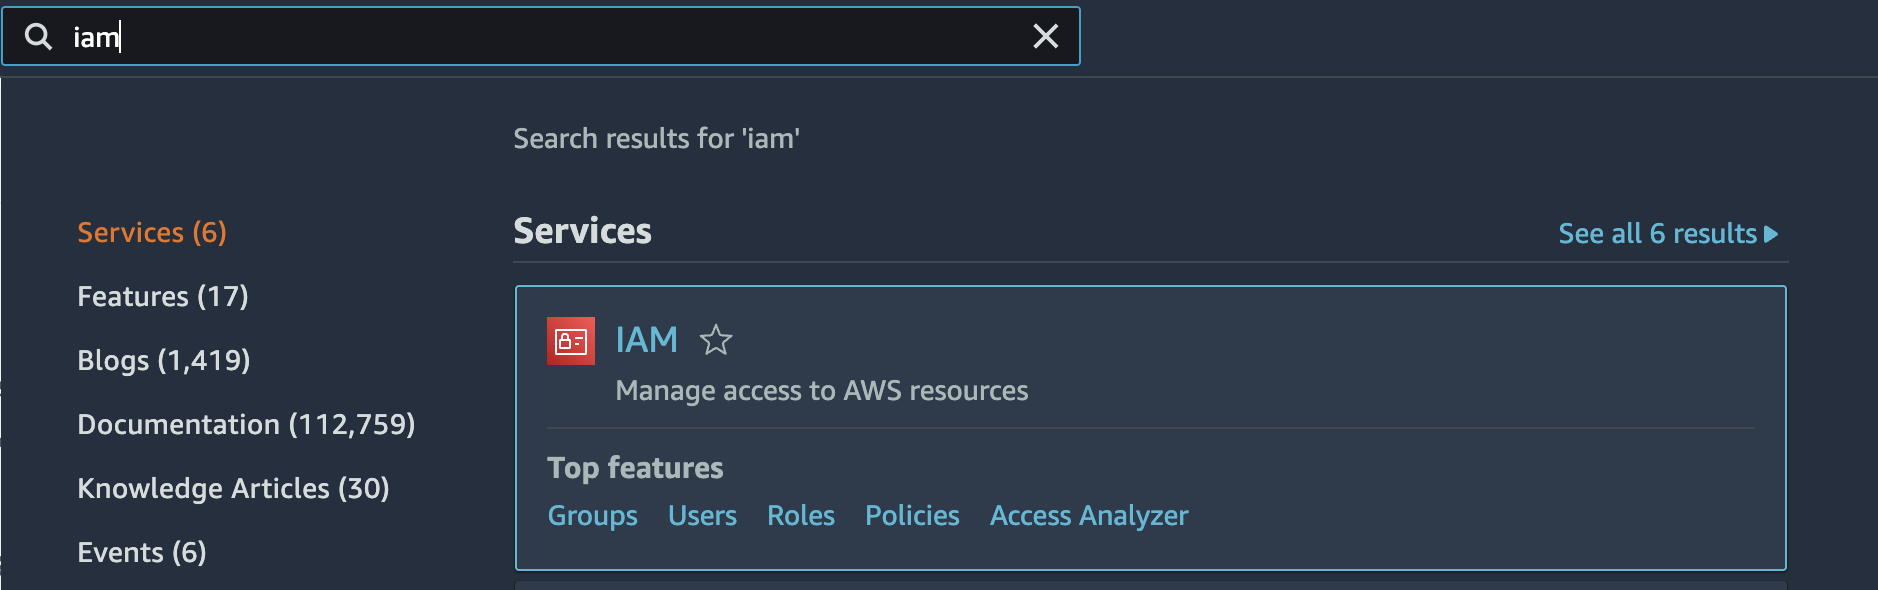 iam
Search results for 'iam'
Services (6)
Features (17)
Blogs (1,419)
Documentation (112,759)
Knowledge Articles (30)
Events (6)
Services
See all 6 results
IAM
Manage access to AWS resources
Top features
Groups Users Roles Policies Access Analyzer